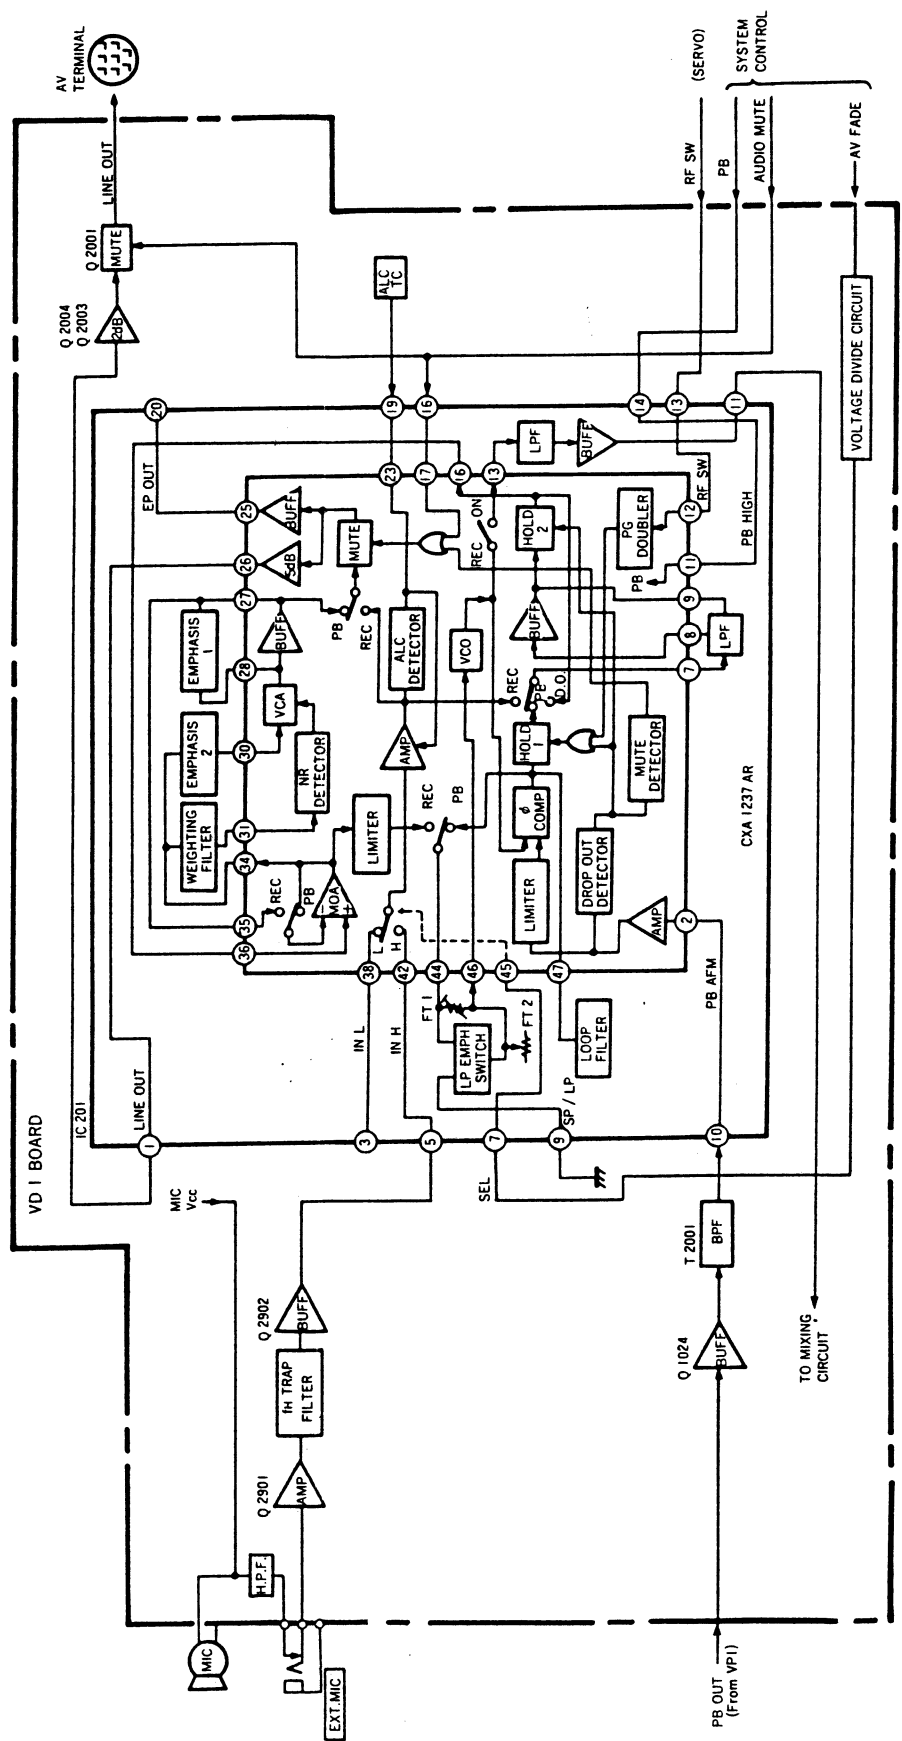 VD 1 BOARD
AV
TERMINAL
LINE OUT
Q 2001
MUTE
Q 2004
Q 2003
2dB
IC 201
LINE OUT
1
EP OUT
20
MIC
Vcc
MIC
H.P.F.
EXT. MIC
Q 2901
AMP
fH TRAP
FILTER
Q 2902
BUFF
3
5
7
9
10
SEL
SP / LP
IN L
IN H
ALC
TC
19
16
14
13
11
EMPHASIS
1
EMPHASIS
2
WEIGHTING
FILTER
36
35
34
31
30
28
27
26
25
REC
PB
MOA
-
+
NR
DETECTOR
VCA
BUFF
5dB
BUFF
MUTE
PB
REC
LIMITER
REC
PB
AMP
ALC
DETECTOR
23
17
16
13
REC
ON
LPF
BUFF
38
42
44
46
45
47
L
H
FT 1
FT 2
LP EMPH
SWITCH
LOOP
FILTER
VCO
LIMITER
ø
COMP
HOLD
1
REC
PB
D.O.
BUFF
HOLD
2
DROP OUT
DETECTOR
MUTE
DETECTOR
PG
DOUBLER
PB
AMP
2
7
8
9
11
12
LPF
RF SW
PB HIGH
PB AFM
CXA 1237 AR
RF SW
(SERVO)
PB
AUDIO MUTE
SYSTEM
CONTROL
AV FADE
VOLTAGE DIVIDE CIRCUIT
T 2001
BPF
Q 1024
BUFF
TO MIXING
CIRCUIT
PB OUT
(From VP1)